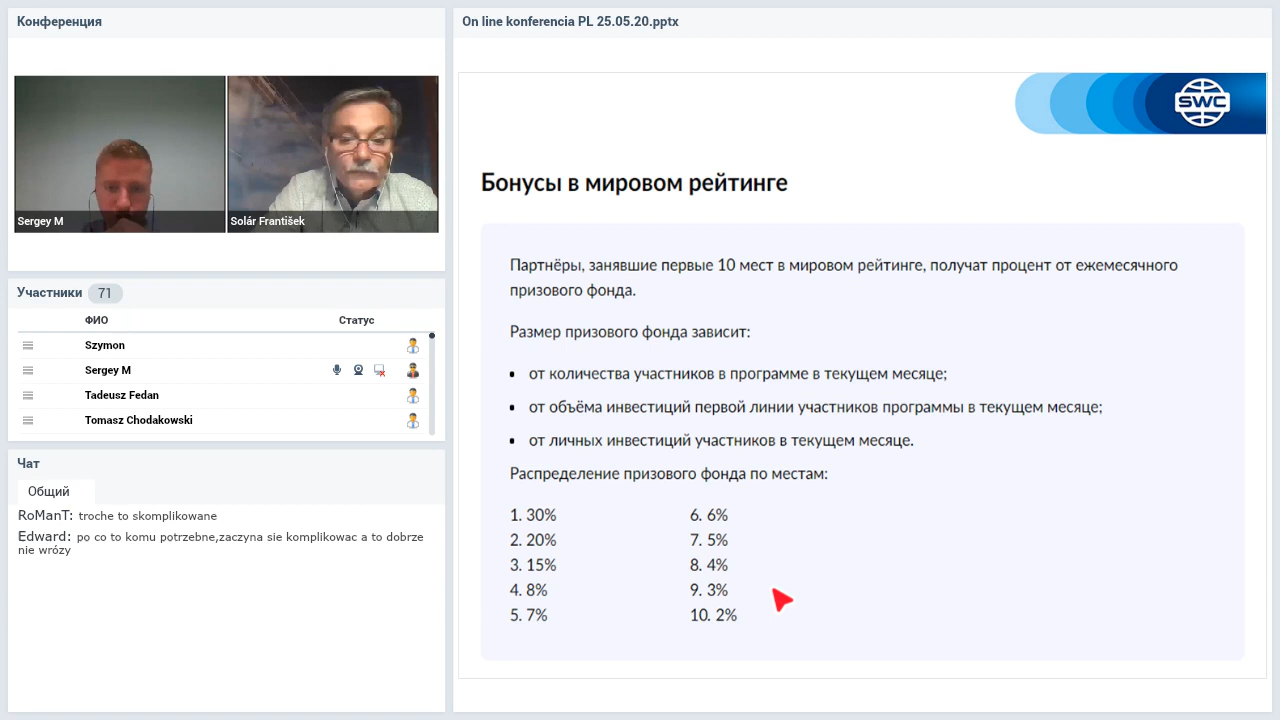 Конференция
Sergey M
Solár František
Участники 71
ФИО Статус
Szymon
Sergey M
Tadeusz Fedan
Tomasz Chodakowski
Чат
Общий
RoManT: troche to skomplikowane
Edward: po co to komu potrzebne,zaczyna sie komplikowac a to dobrze
nie wrózy
On line konferencia PL 25.05.20.pptx
SWC
Бонусы в мировом рейтинге
Партнёры, занявшие первые 10 мест в мировом рейтинге, получат процент от ежемесячного
призового фонда.
Размер призового фонда зависит:
• от количества участников в программе в текущем месяце;
• от объёма инвестиций первой линии участников программы в текущем месяце;
• от личных инвестиций участников в текущем месяце.
Распределение призового фонда по местам:
1. 30%
2. 20%
3. 15%
4. 8%
5. 7%
6. 6%
7. 5%
8. 4%
9. 3%
10. 2%